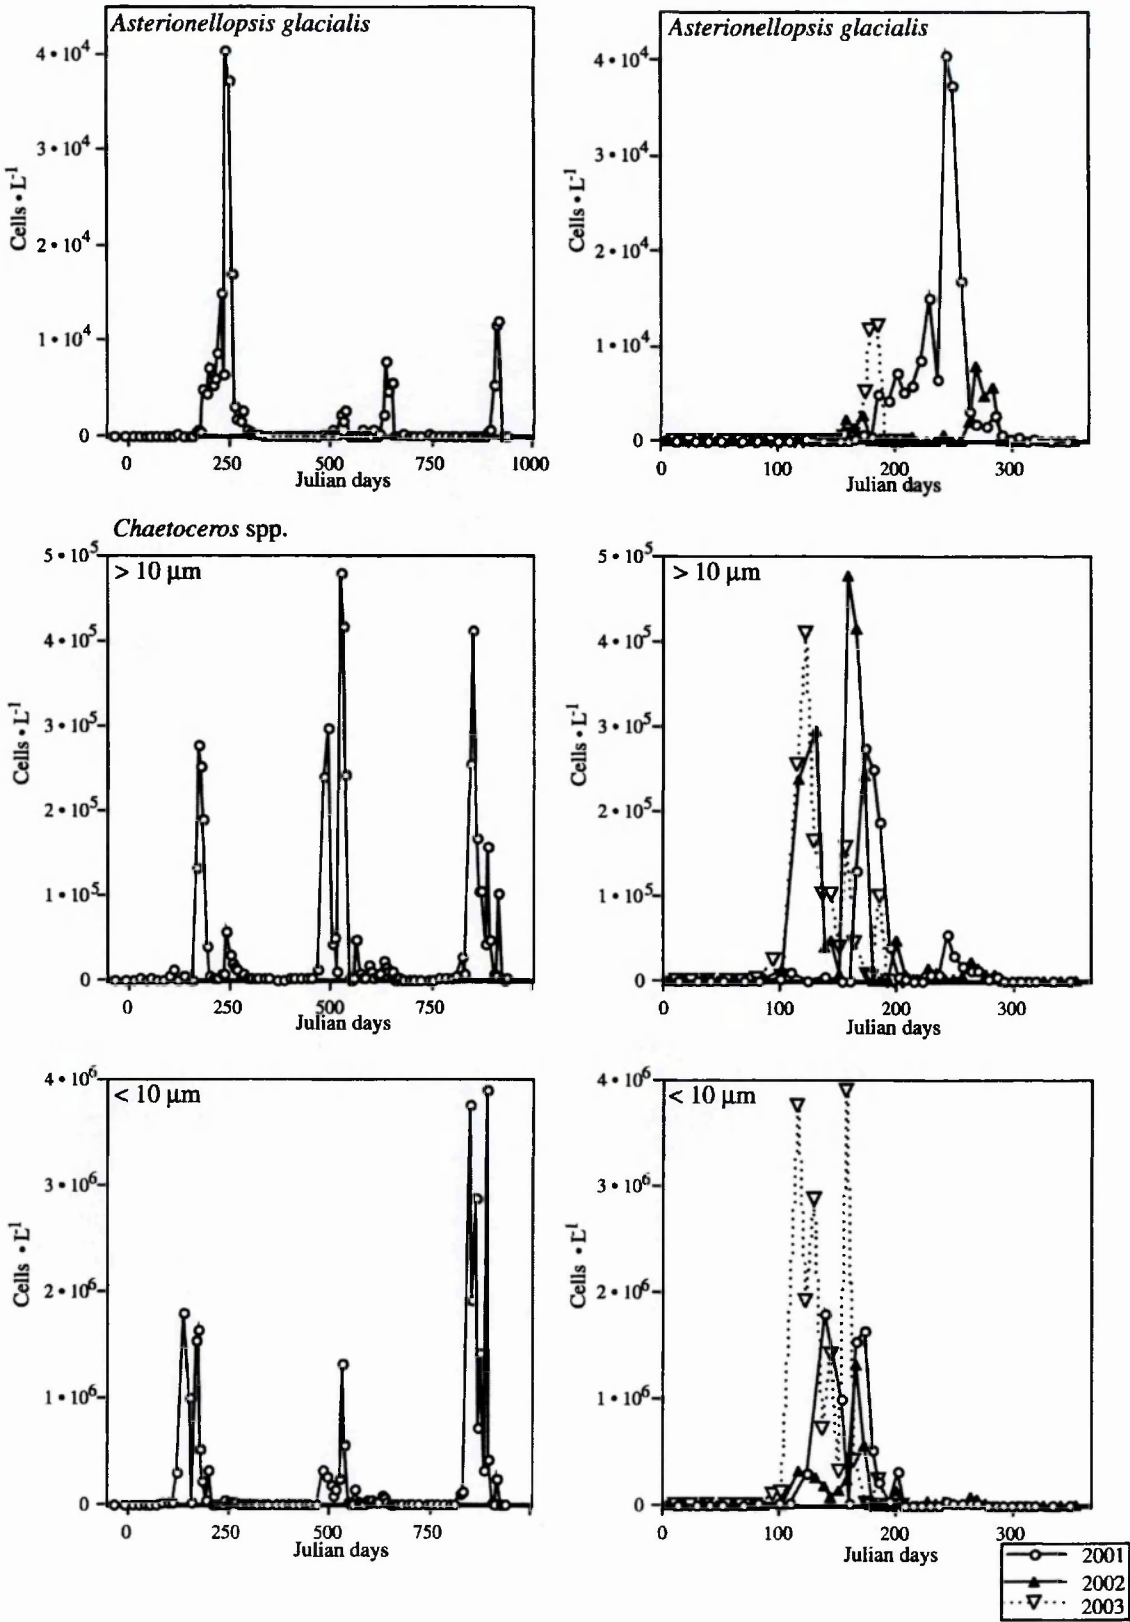 Asterionellopsis glacialis
4 • 10⁴
3 • 10⁴
2 • 10⁴
1 • 10⁴
0
Cells • L⁻¹
0 250 500 750 1000
Julian days
Asterionellopsis glacialis
4 • 10⁴
3 • 10⁴
2 • 10⁴
1 • 10⁴
0
Cells • L⁻¹
0 100 200 300
Julian days
Chaetoceros spp.
> 10 µm
5 • 10⁵
4 • 10⁵
3 • 10⁵
2 • 10⁵
1 • 10⁵
0
Cells • L⁻¹
0 250 500 750
Julian days
> 10 µm
5 • 10⁵
4 • 10⁵
3 • 10⁵
2 • 10⁵
1 • 10⁵
0
Cells • L⁻¹
0 100 200 300
Julian days
< 10 µm
4 • 10⁶
3 • 10⁶
2 • 10⁶
1 • 10⁶
0
Cells • L⁻¹
0 250 500 750
Julian days
< 10 µm
4 • 10⁶
3 • 10⁶
2 • 10⁶
1 • 10⁶
0
Cells • L⁻¹
0 100 200 300
Julian days
2001
2002
2003